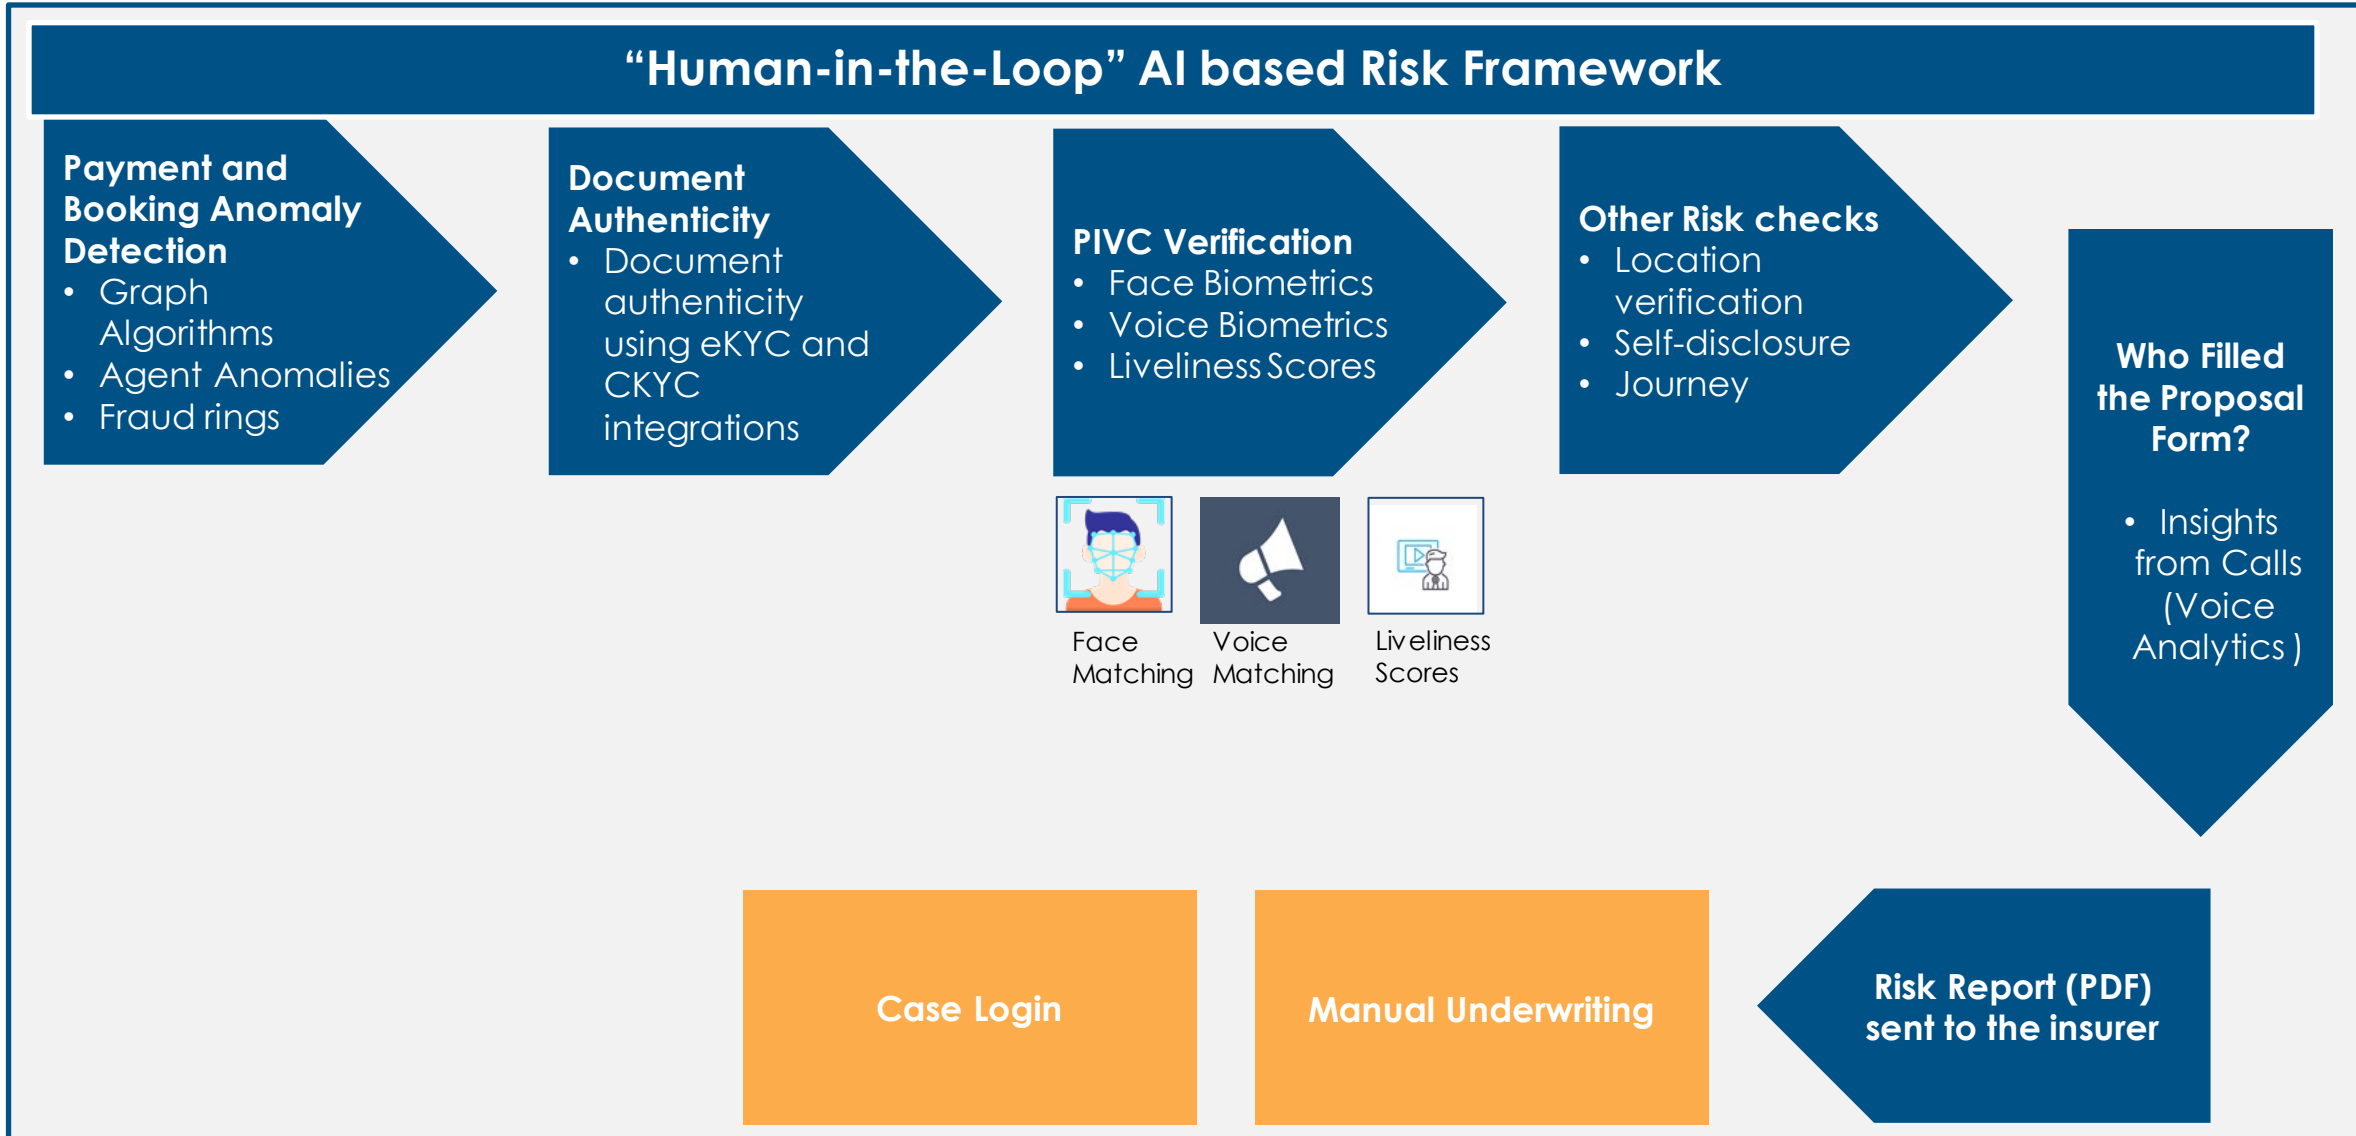 “Human-in-the-Loop” AI based Risk Framework
Payment and
Booking Anomaly
Detection
• Graph
Algorithms
• Agent Anomalies
• Fraud rings
Document
Authenticity
• Document
authenticity
using eKYC and
CKYC
integrations
PIVC Verification
• Face Biometrics
• Voice Biometrics
• Liveliness Scores
Face
Matching
Voice
Matching
Liveliness
Scores
Other Risk checks
• Location
verification
• Self-disclosure
• Journey
Who Filled
the Proposal
Form?
• Insights
from Calls
(Voice
Analytics )
Risk Report (PDF)
sent to the insurer
Manual Underwriting
Case Login